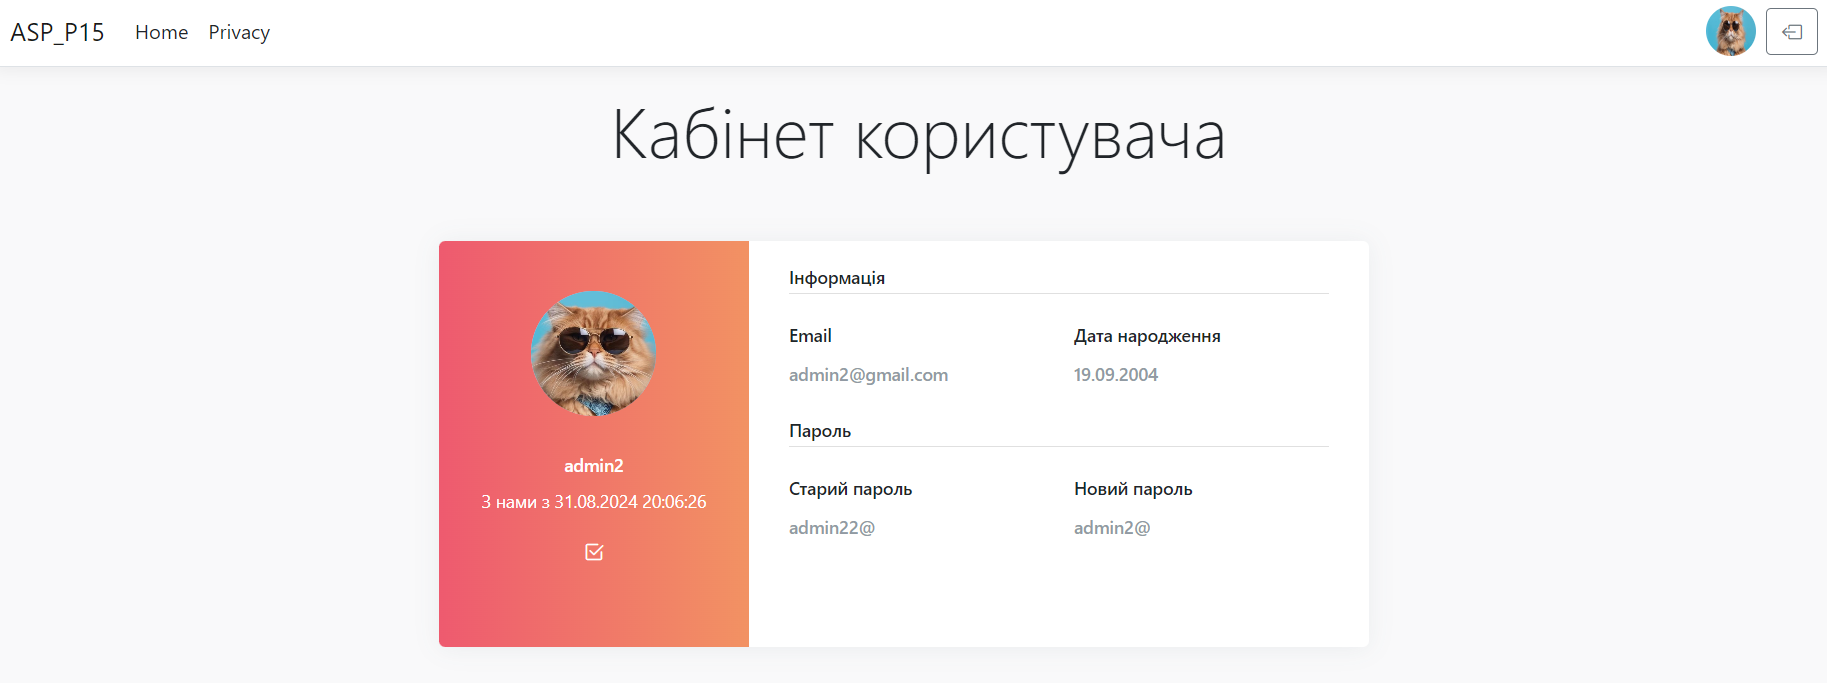 ASP_P15 Home Privacy
Кабінет користувача
admin2
З нами з 31.08.2024 20:06:26
Інформація
Email Дата народження
admin2@gmail.com 19.09.2004
Пароль
Старий пароль Новий пароль
admin22@ admin2@